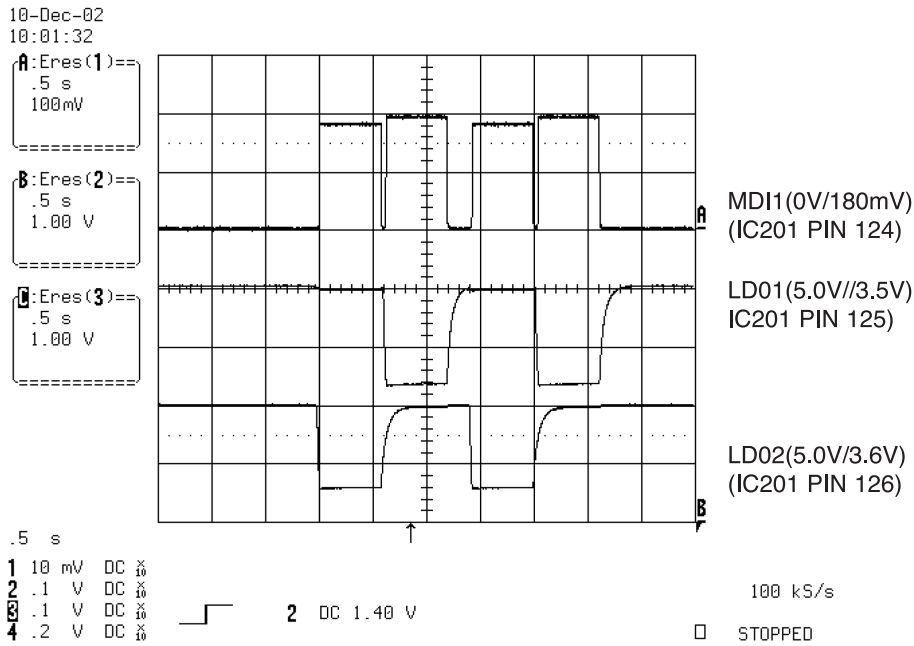 10-Dec-02
10:01:32
A:Eres(1)==
.5 s
100mV
B:Eres(2)==
.5 s
1.00 V
:Eres(3)==
.5 s
1.00 V
A
MDI1(0V/180mV)
(IC201 PIN 124)
LD01(5.0V//3.5V)
IC201 PIN 125)
LD02(5.0V/3.6V)
(IC201 PIN 126)
B
.5 s
1 10 mV DC X10
2 .1 V DC X10
3 .1 V DC X10
4 .2 V DC X10
2 DC 1.40 V
100 kS/s
STOPPED